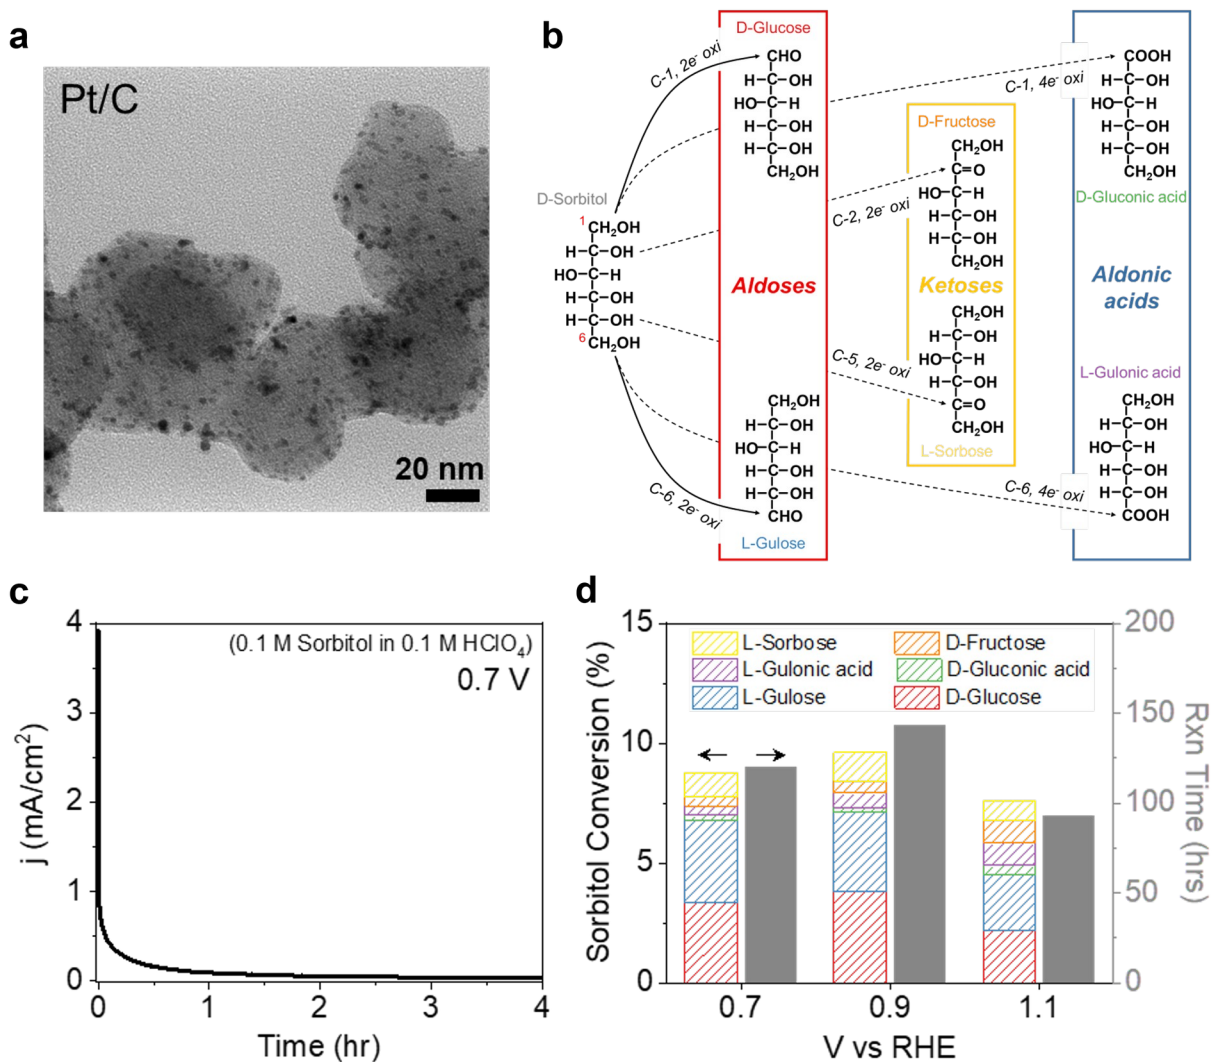 a
Pt/C
20 nm
b
D-Sorbitol
1
CH₂OH
H-C-OH
HO-C-H
H-C-OH
H-C-OH
6
CH₂OH
C-1, 2e⁻ oxi
C-2, 2e⁻ oxi
C-5, 2e⁻ oxi
C-6, 2e⁻ oxi
C-1, 4e⁻ oxi
C-6, 4e⁻ oxi
D-Glucose
CHO
H-C-OH
HO-C-H
H-C-OH
H-C-OH
CH₂OH
Aldoses
CH₂OH
H-C-OH
HO-C-H
H-C-OH
H-C-OH
CHO
L-Gulose
D-Fructose
CH₂OH
C=O
HO-C-H
H-C-OH
H-C-OH
CH₂OH
Ketoses
CH₂OH
H-C-OH
HO-C-H
H-C-OH
C=O
CH₂OH
L-Sorbose
COOH
H-C-OH
HO-C-H
H-C-OH
H-C-OH
CH₂OH
D-Gluconic acid
Aldonic
acids
L-Gulonic acid
CH₂OH
H-C-OH
HO-C-H
H-C-OH
H-C-OH
COOH
c
(0.1 M Sorbitol in 0.1 M HClO₄)
0.7 V
j (mA/cm²)
4
3
2
1
0
0 1 2 3 4
Time (hr)
d
L-Sorbose D-Fructose
L-Gulonic acid D-Gluconic acid
L-Gulose D-Glucose
Sorbitol Conversion (%)
15
10
5
0
200
150
100
50
0
Rxn Time (hrs)
0.7 0.9 1.1
V vs RHE